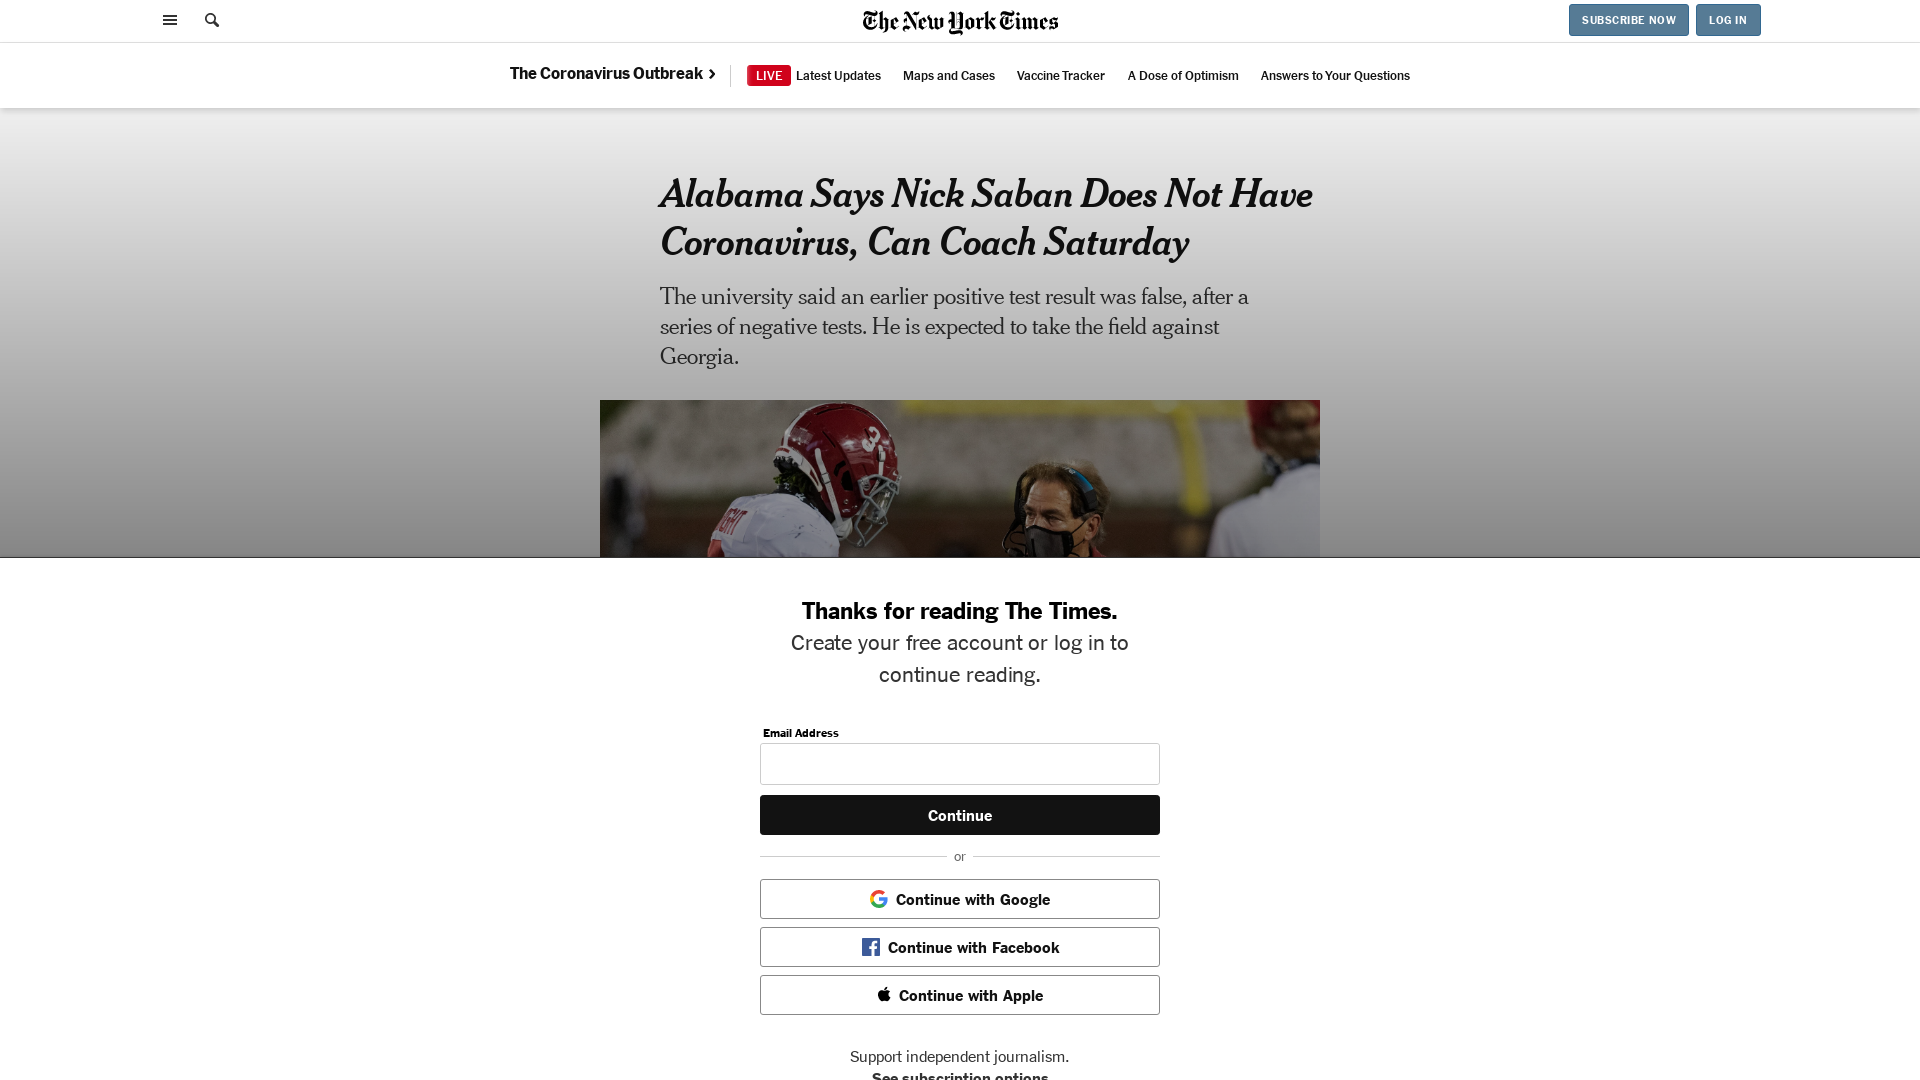 The New York Times
SUBSCRIBE NOW
LOG IN
The Coronavirus Outbreak
LIVE Latest Updates
Maps and Cases
Vaccine Tracker
A Dose of Optimism
Answers to Your Questions
Alabama Says Nick Saban Does Not Have
Coronavirus, Can Coach Saturday
The university said an earlier positive test result was false, after a
series of negative tests. He is expected to take the field against
Georgia.
3
Thanks for reading The Times.
Create your free account or log in to
continue reading.
Email Address
Continue
or
Continue with Google
Continue with Facebook
Continue with Apple
Support independent journalism.
See subscription options